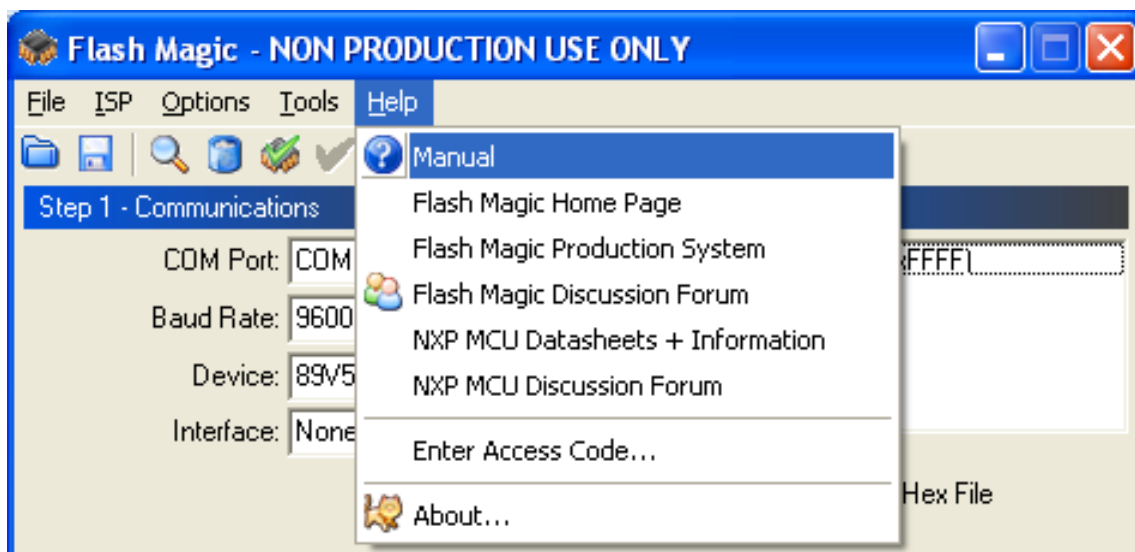 Flash Magic - NON PRODUCTION USE ONLY
File ISP Options Tools Help
Manual
Step 1 - Communications
Flash Magic Home Page
Flash Magic Production System
COM Port: COM
FFFF)
Flash Magic Discussion Forum
Baud Rate: 9600
NXP MCU Datasheets + Information
Device: 89V5
NXP MCU Discussion Forum
Interface: None
Enter Access Code...
Hex File
About...